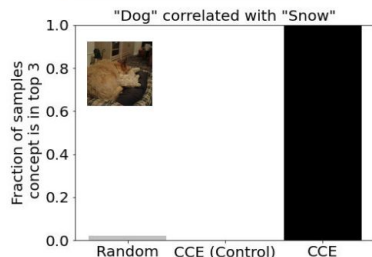 "Dog" correlated with "Snow"
Fraction of samples
concept is in top 3
1.0
0.8
0.6
0.4
0.2
0.0
Random CCE (Control) CCE